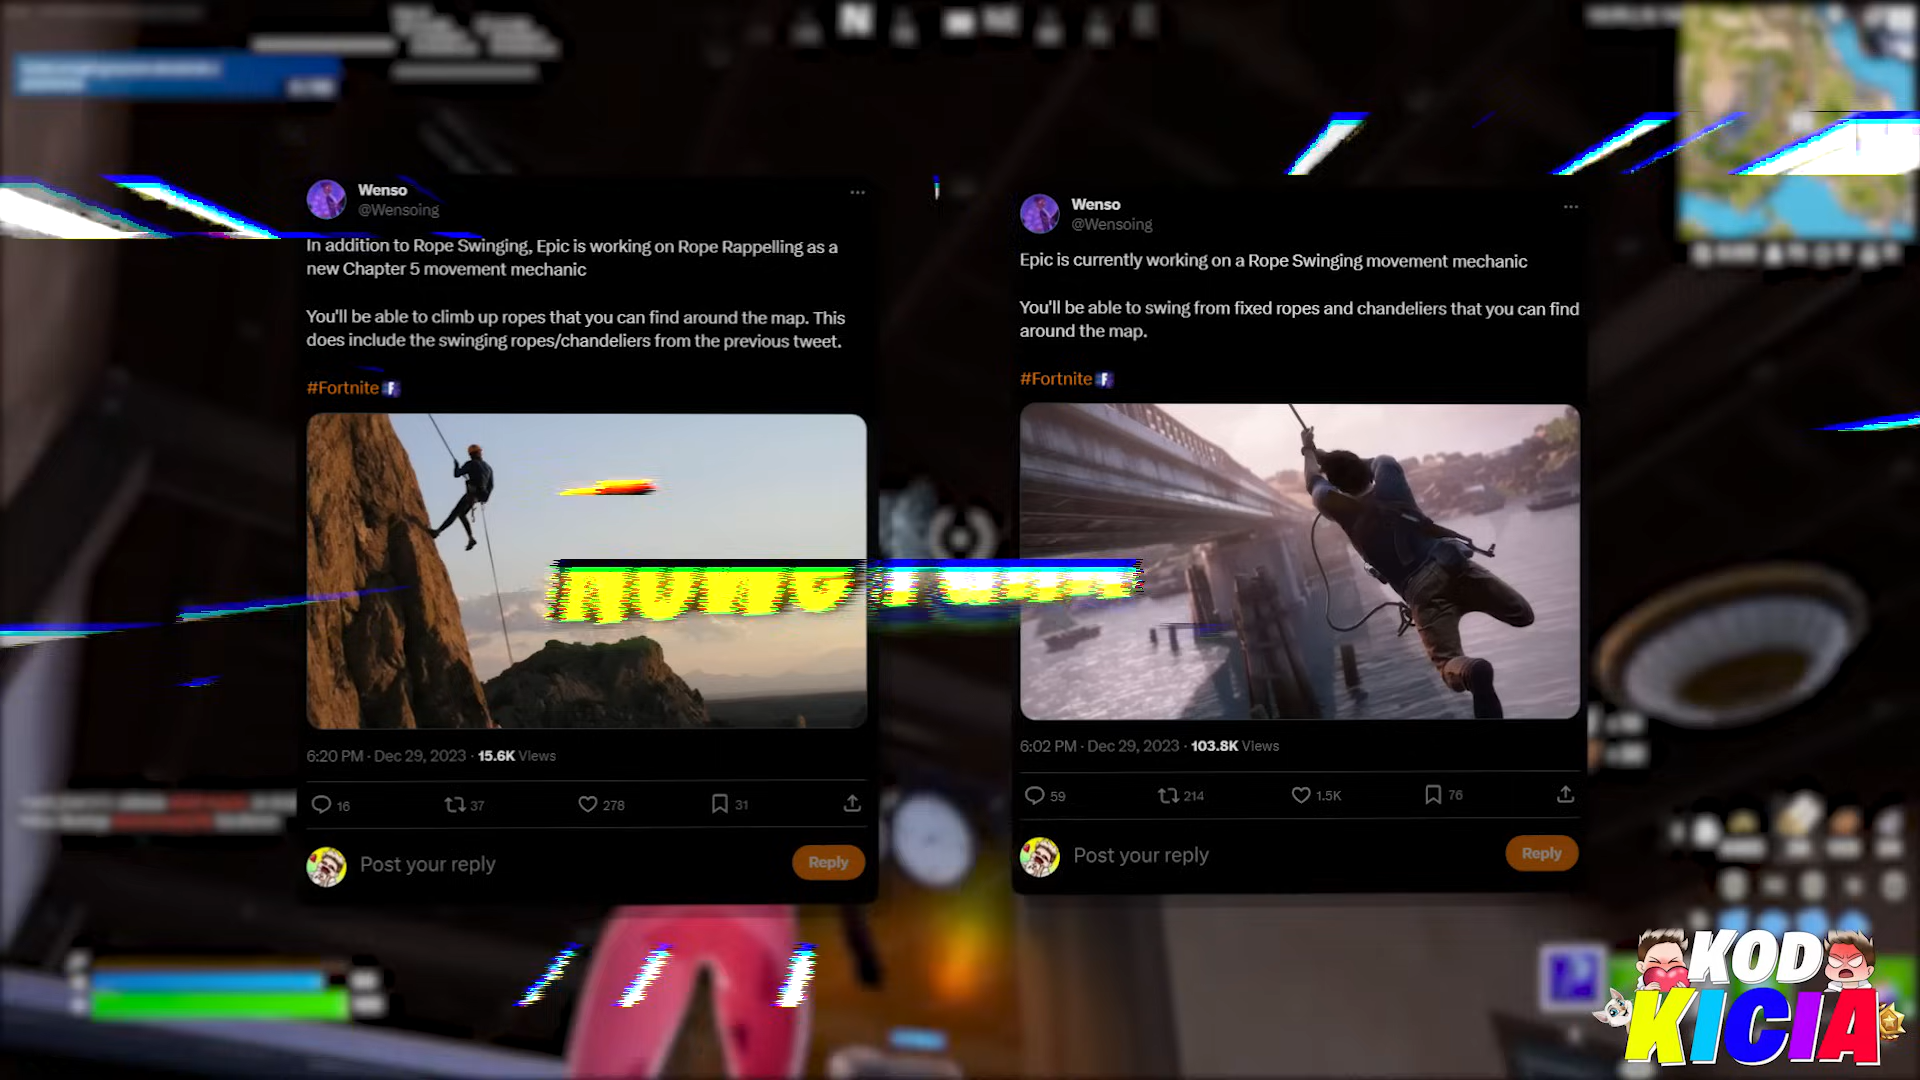 Wenso
@Wensoing
In addition to Rope Swinging, Epic is working on Rope Rappelling as a
new Chapter 5 movement mechanic
You'll be able to climb up ropes that you can find around the map. This
does include the swinging ropes/chandeliers from the previous tweet.
#Fortnite
6:20 PM · Dec 29, 2023 · 15.6K Views
16 37 278 31
Post your reply
Reply
Wenso
@Wensoing
Epic is currently working on a Rope Swinging movement mechanic
You'll be able to swing from fixed ropes and chandeliers that you can find
around the map.
#Fortnite
6:02 PM · Dec 29, 2023 · 103.8K Views
59 214 1.5K 76
Post your reply
Reply
N
KOD
KICIA